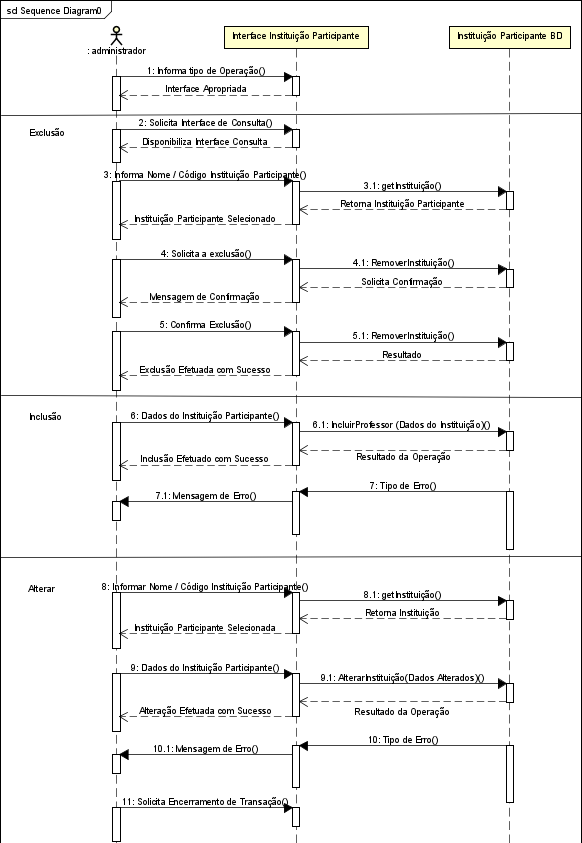 sd Sequence Diagram0
: administrador
Interface Instituição Participante
Instituição Participante BD
1: Informa tipo de Operação()
Interface Apropriada
Exclusão
2: Solicita Interface de Consulta()
Disponibiliza Interface Consulta
3: Informa Nome / Código Instituição Participante()
3.1: getInstituição()
Retorna Instituição Participante
Instituição Participante Selecionado
4: Solicita a exclusão()
4.1: RemoverInstituição()
Solicita Confirmação
Mensagem de Confirmação
5: Confirma Exclusão()
5.1: RemoverInstituição()
Resultado
Exclusão Efetuada com Sucesso
Inclusão
6: Dados do Instituição Participante()
6.1: IncluirProfessor (Dados do Instituição)()
Resultado da Operação
Inclusão Efetuado com Sucesso
7: Tipo de Erro()
7.1: Mensagem de Erro()
Alterar
8: Informar Nome / Código Instituição Participante()
8.1: getInstituição()
Retorna Instituição
Instituição Participante Selecionada
9: Dados do Instituição Participante()
9.1: AlterarInstituição(Dados Alterados)()
Resultado da Operação
Alteração Efetuada com Sucesso
10: Tipo de Erro()
10.1: Mensagem de Erro()
11: Solicita Encerramento de Transação()